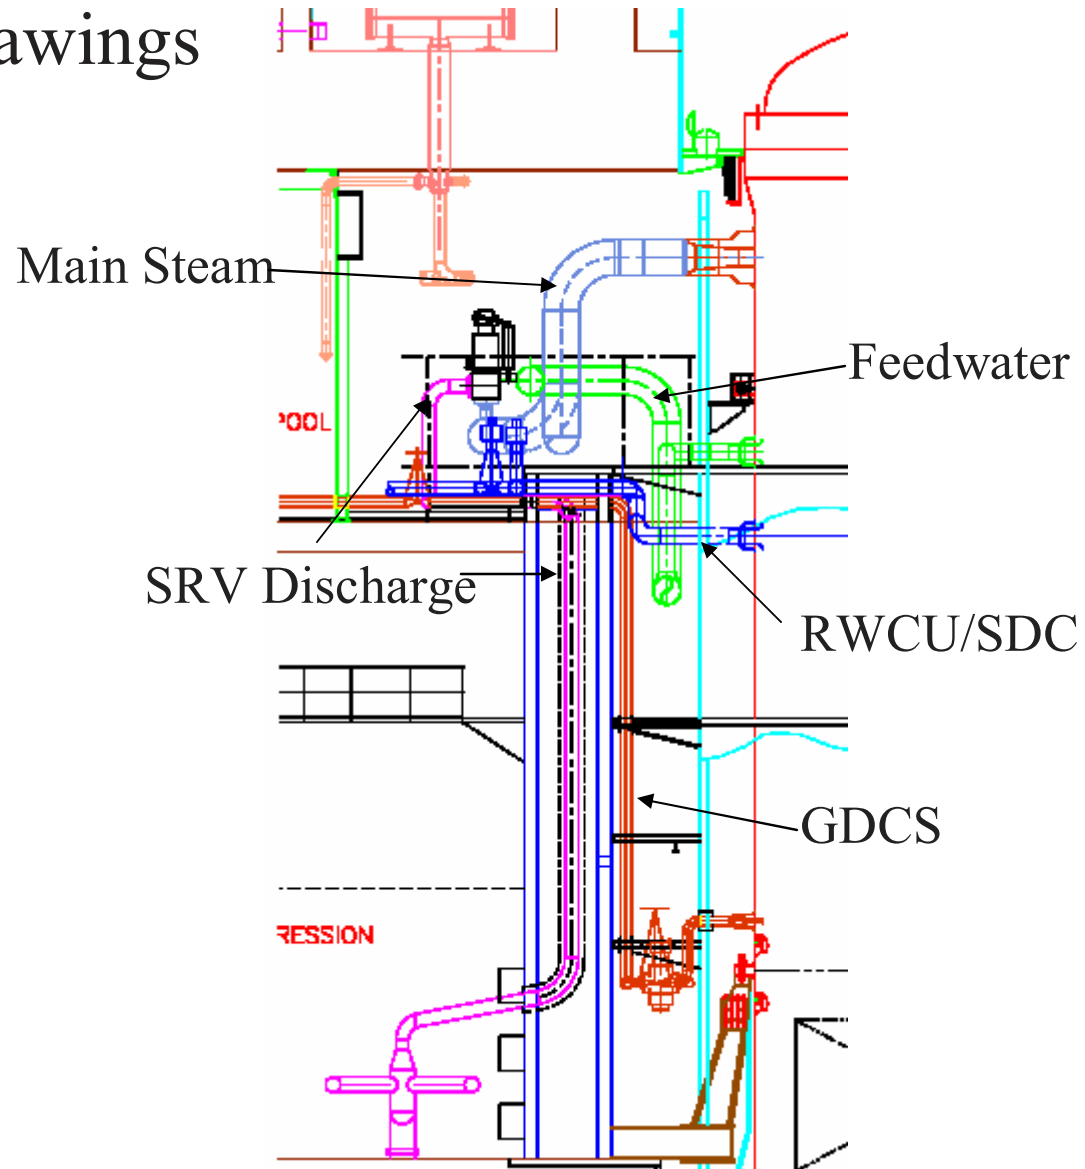 awings
Main Steam
Feedwater
POOL
SRV Discharge
RWCU/SDC
GDCS
RESSION